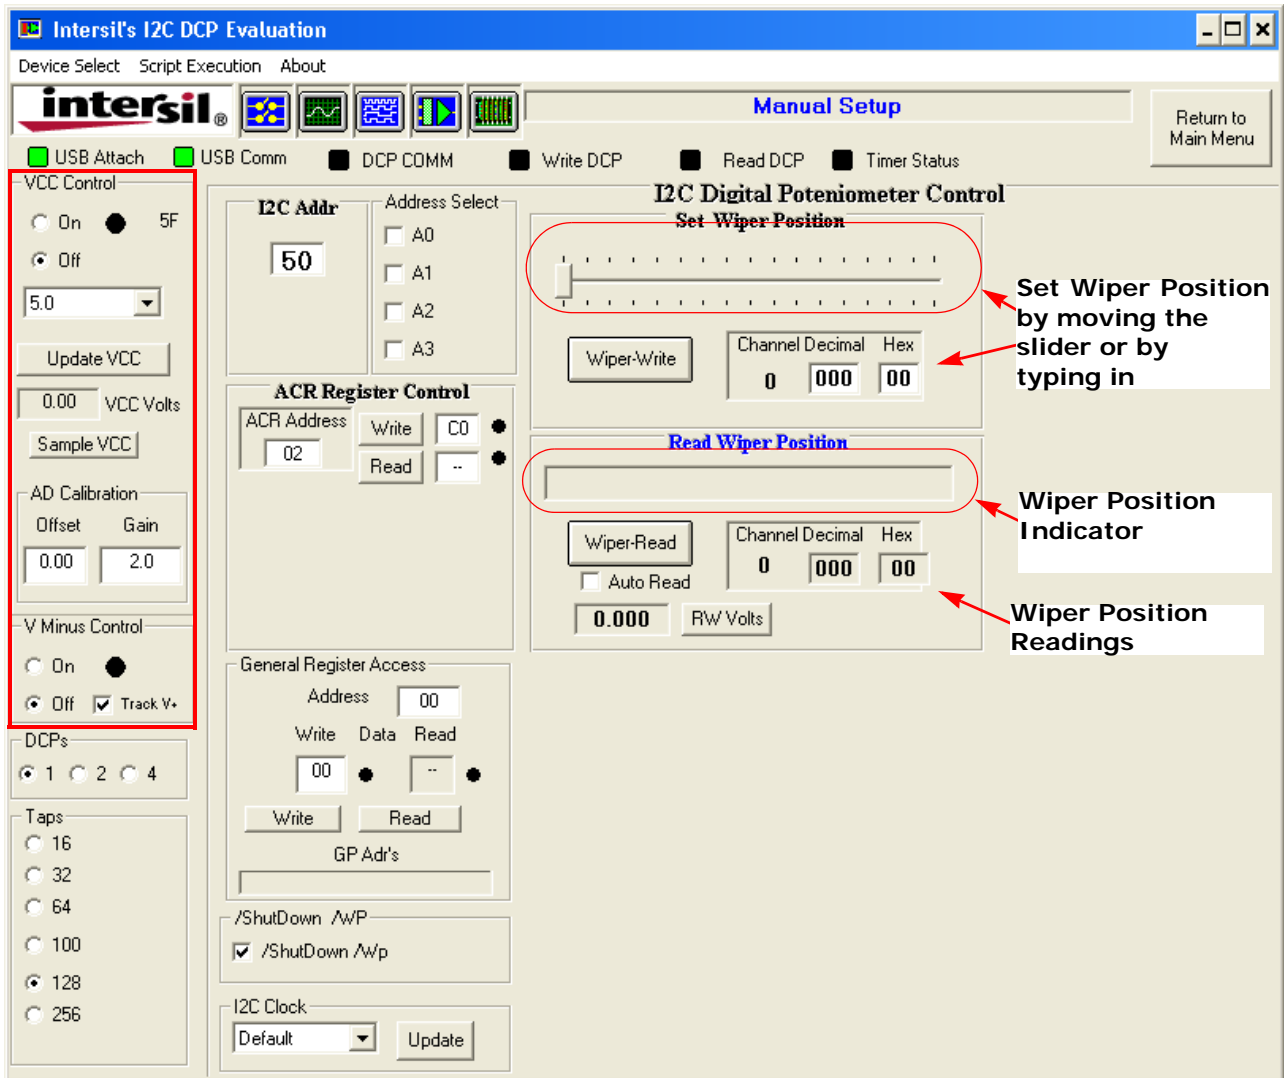 Intersil's I2C DCP Evaluation
Device Select Script Execution About
intersil®
Manual Setup
Return to
Main Menu
USB Attach USB Comm DCP COMM Write DCP Read DCP Timer Status
VCC Control
On 5F
Off
5.0
Update VCC
0.00 VCC Volts
Sample VCC
AD Calibration
Offset Gain
0.00 2.0
V Minus Control
On
Off Track V+
DCPs
1 2 4
Taps
16
32
64
100
128
256
I2C Addr
50
Address Select
A0
A1
A2
A3
ACR Register Control
ACR Address
02
Write C0
Read --
General Register Access
Address 00
Write Data Read
00 --
Write Read
GP Adr's
/ShutDown /WP
/ShutDown /Wp
I2C Clock
Default Update
I2C Digital Poteniometer Control
Set Wiper Position
Wiper-Write
Channel Decimal Hex
0 000 00
Read Wiper Position
Wiper-Read
Auto Read
Channel Decimal Hex
0 000 00
0.000 RW Volts
Set Wiper Position
by moving the
slider or by
typing in
Wiper Position
Indicator
Wiper Position
Readings